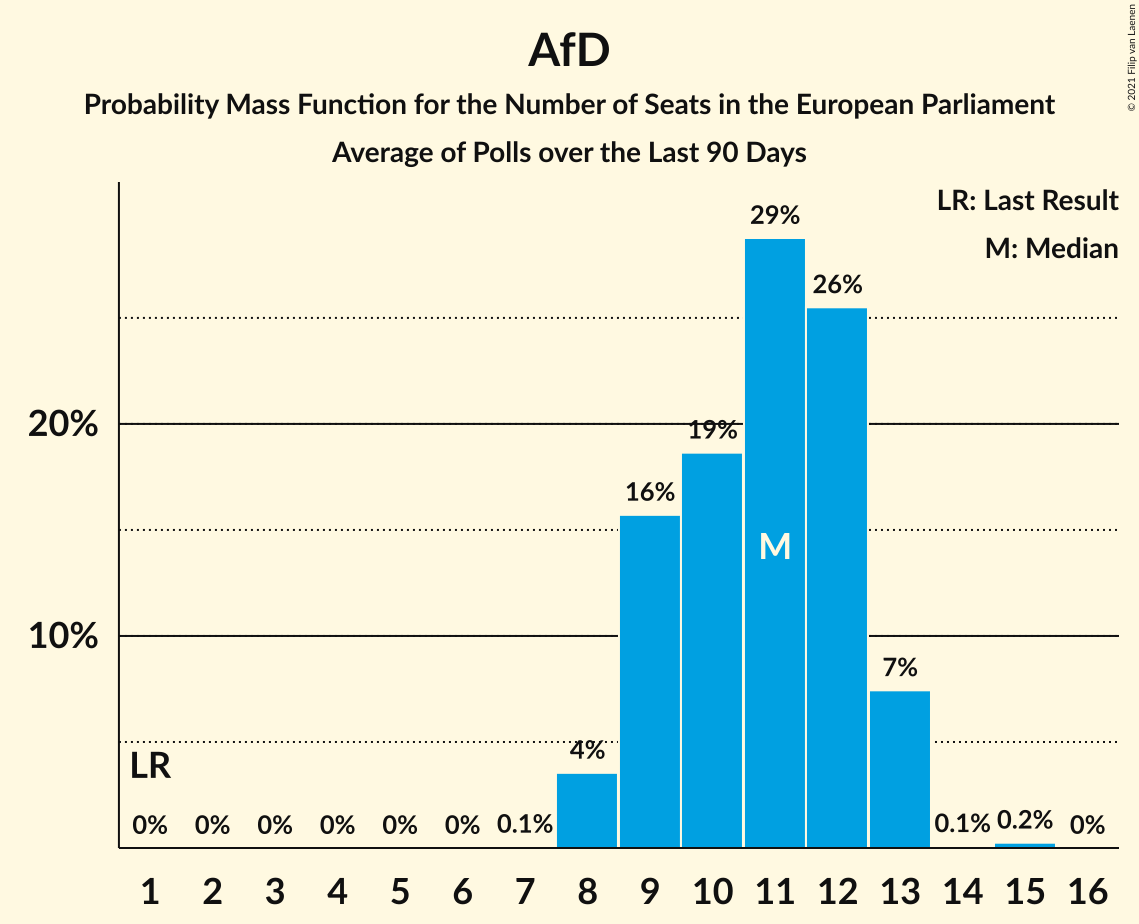 AfD
Probability Mass Function for the Number of Seats in the European Parliament
Average of Polls over the Last 90 Days
© 2021 Filip van Laenen
LR: Last Result
M: Median
20%
10%
LR
M
0%
0%
0%
0%
0%
0%
0.1%
4%
16%
19%
29%
26%
7%
0.1%
0.2%
0%
1 2 3 4 5 6 7 8 9 10 11 12 13 14 15 16